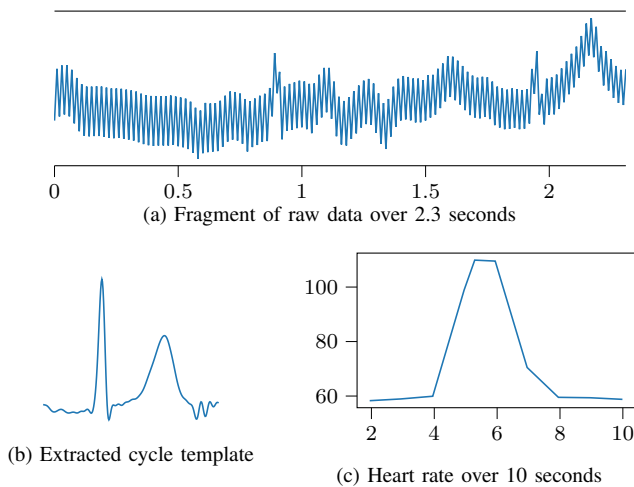 0 0.5 1 1.5 2
(a) Fragment of raw data over 2.3 seconds
(b) Extracted cycle template
100
80
60
2 4 6 8 10
(c) Heart rate over 10 seconds